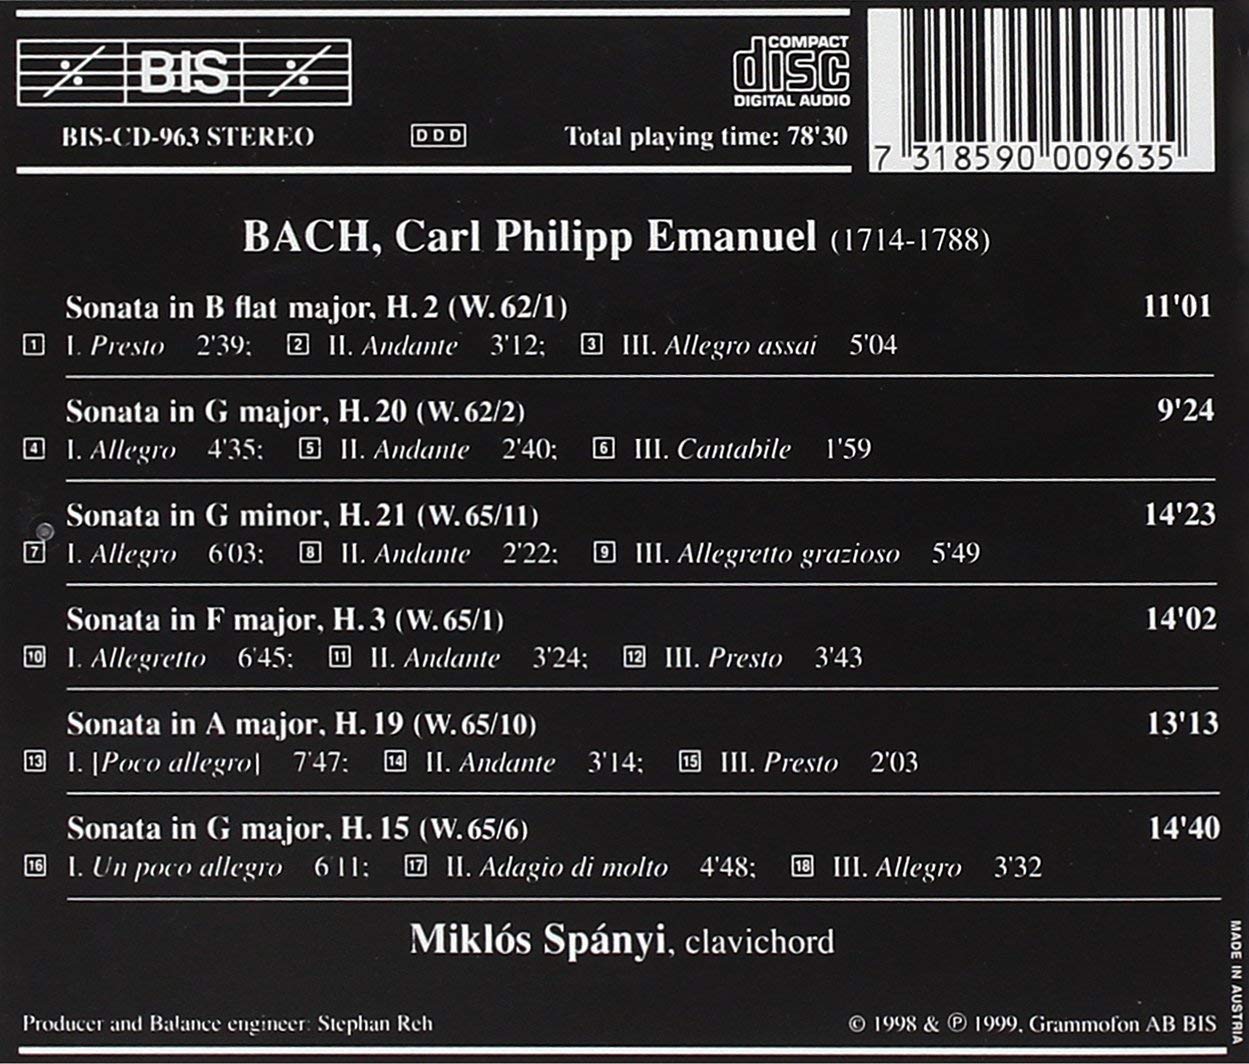 BIS
COMPACT
disc
DIGITAL AUDIO
BIS-CD-963 STEREO DDD Total playing time: 78'30
7 318590 009635
BACH, Carl Philipp Emanuel (1714-1788)
Sonata in B flat major, H. 2 (W. 62/1) 11'01
1 I. Presto 2'39; 2 II. Andante 3'12; 3 III. Allegro assai 5'04
Sonata in G major, H. 20 (W. 62/2) 9'24
4 I. Allegro 4'35; 5 II. Andante 2'40; 6 III. Cantabile 1'59
Sonata in G minor, H. 21 (W. 65/11) 14'23
7 I. Allegro 6'03; 8 II. Andante 2'22; 9 III. Allegretto grazioso 5'49
Sonata in F major, H. 3 (W. 65/1) 14'02
10 I. Allegretto 6'45; 11 II. Andante 3'24; 12 III. Presto 3'43
Sonata in A major, H. 19 (W. 65/10) 13'13
13 I. [Poco allegro] 7'47; 14 II. Andante 3'14; 15 III. Presto 2'03
Sonata in G major, H. 15 (W. 65/6) 14'40
16 I. Un poco allegro 6'11; 17 II. Adagio di molto 4'48; 18 III. Allegro 3'32
Miklós Spányi, clavichord
MADE IN AUSTRIA
Producer and Balance engineer: Stephan Reh
© 1998 & ℗ 1999, Grammofon AB BIS